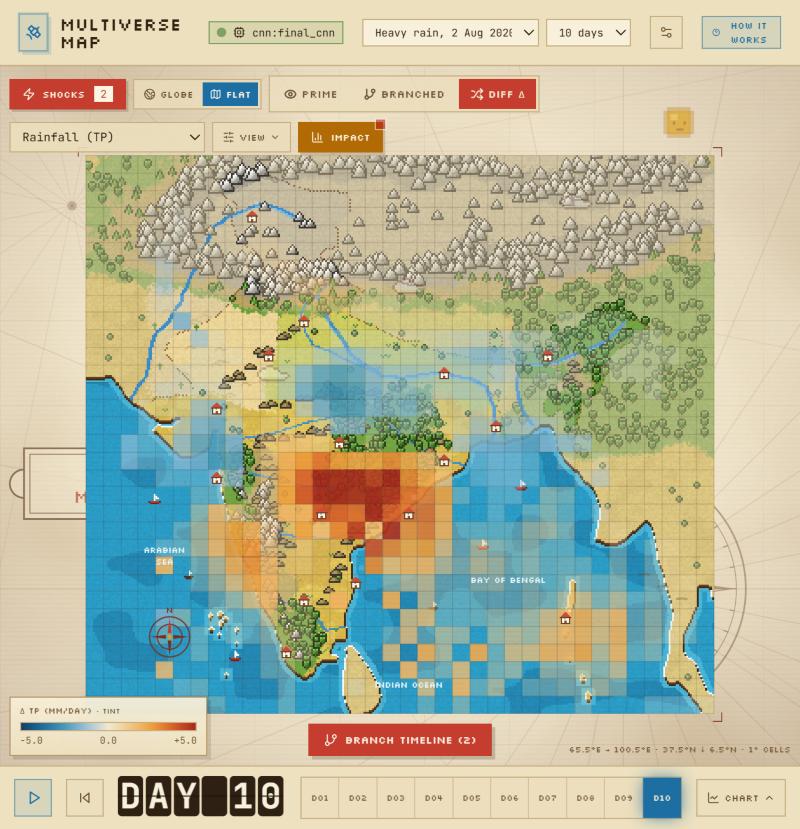 MULTIVERSE
MAP
cnn:final_cnn
Heavy rain, 2 Aug 202
10 days
HOW IT
WORKS
SHOCKS 2
GLOBE
FLAT
PRIME
BRANCHED
DIFF Δ
Rainfall (TP)
VIEW
IMPACT
M
ARABIAN
SEA
BAY OF BENGAL
N
INDIAN OCEAN
Δ TP (MM/DAY) · TINT
-5.0 0.0 +5.0
BRANCH TIMELINE (2)
65.5°E → 100.5°E · 37.5°N ↓ 6.5°N · 1° CELLS
DAY 10
D01 D02 D03 D04 D05 D06 D07 D08 D09 D10
CHART